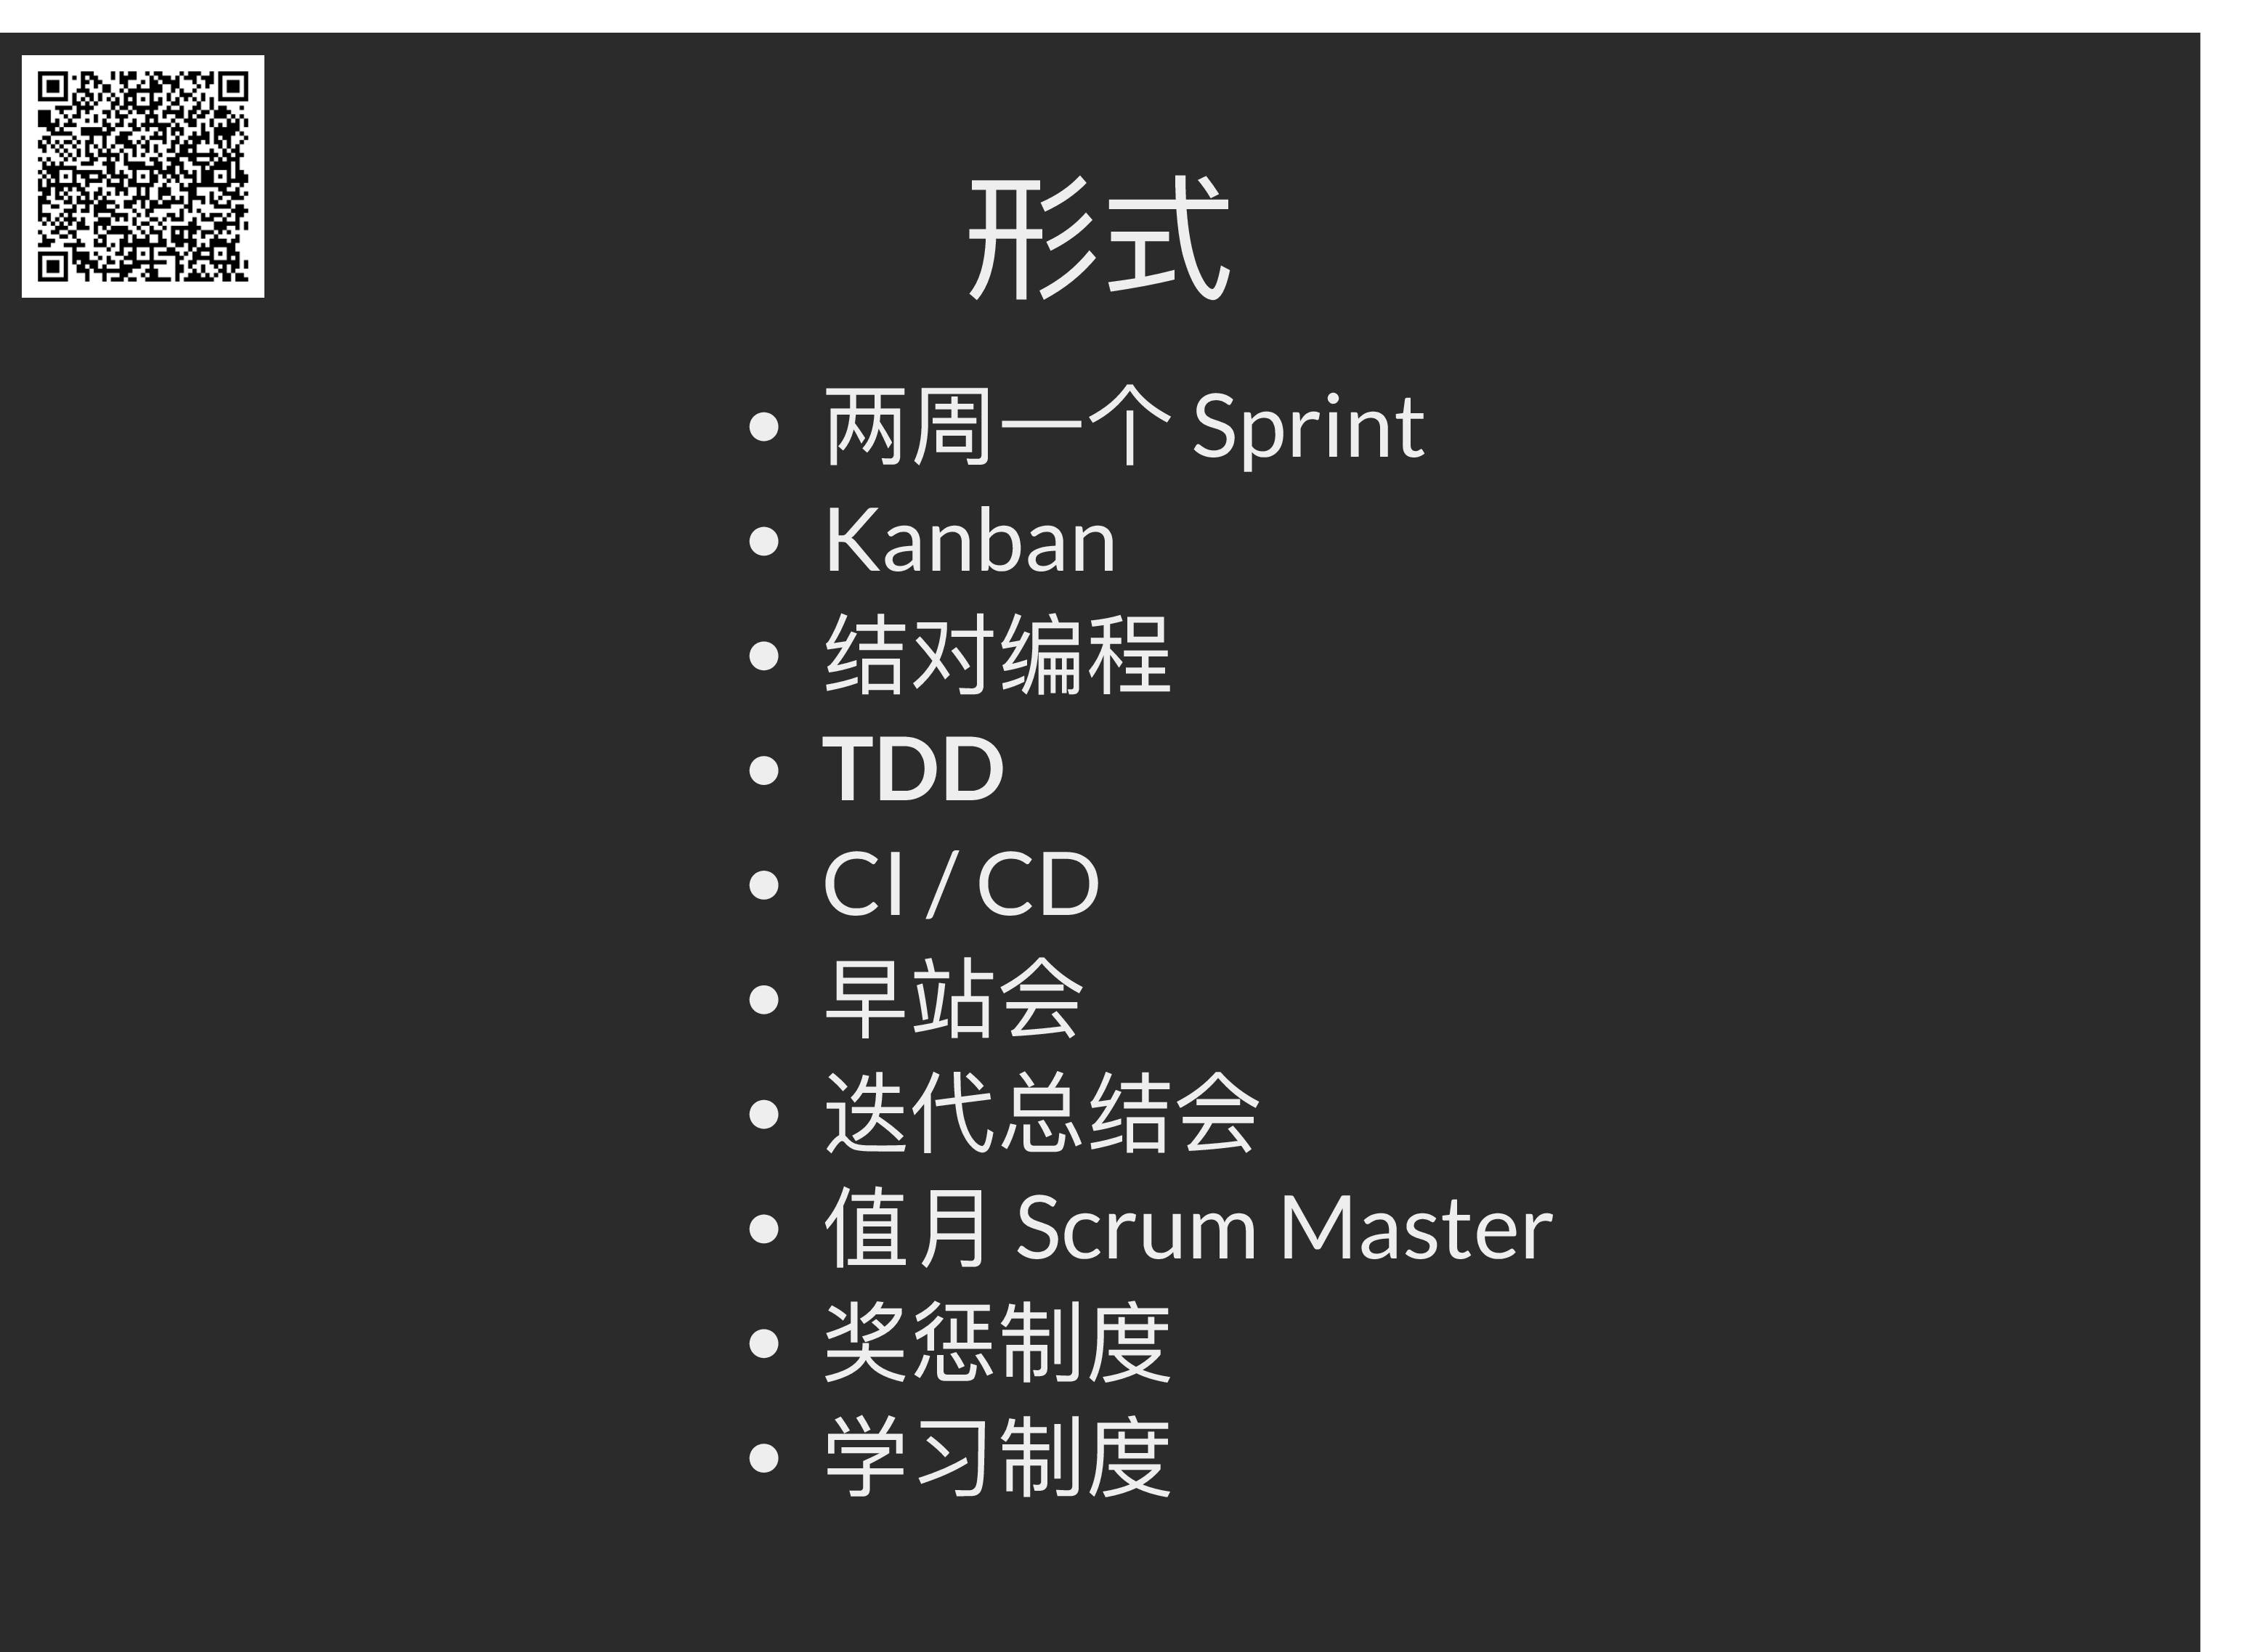 形式
两周一个 Sprint
Kanban
结对编程
TDD
CI / CD
早站会
迭代总结会
值月 Scrum Master
奖惩制度
学习制度